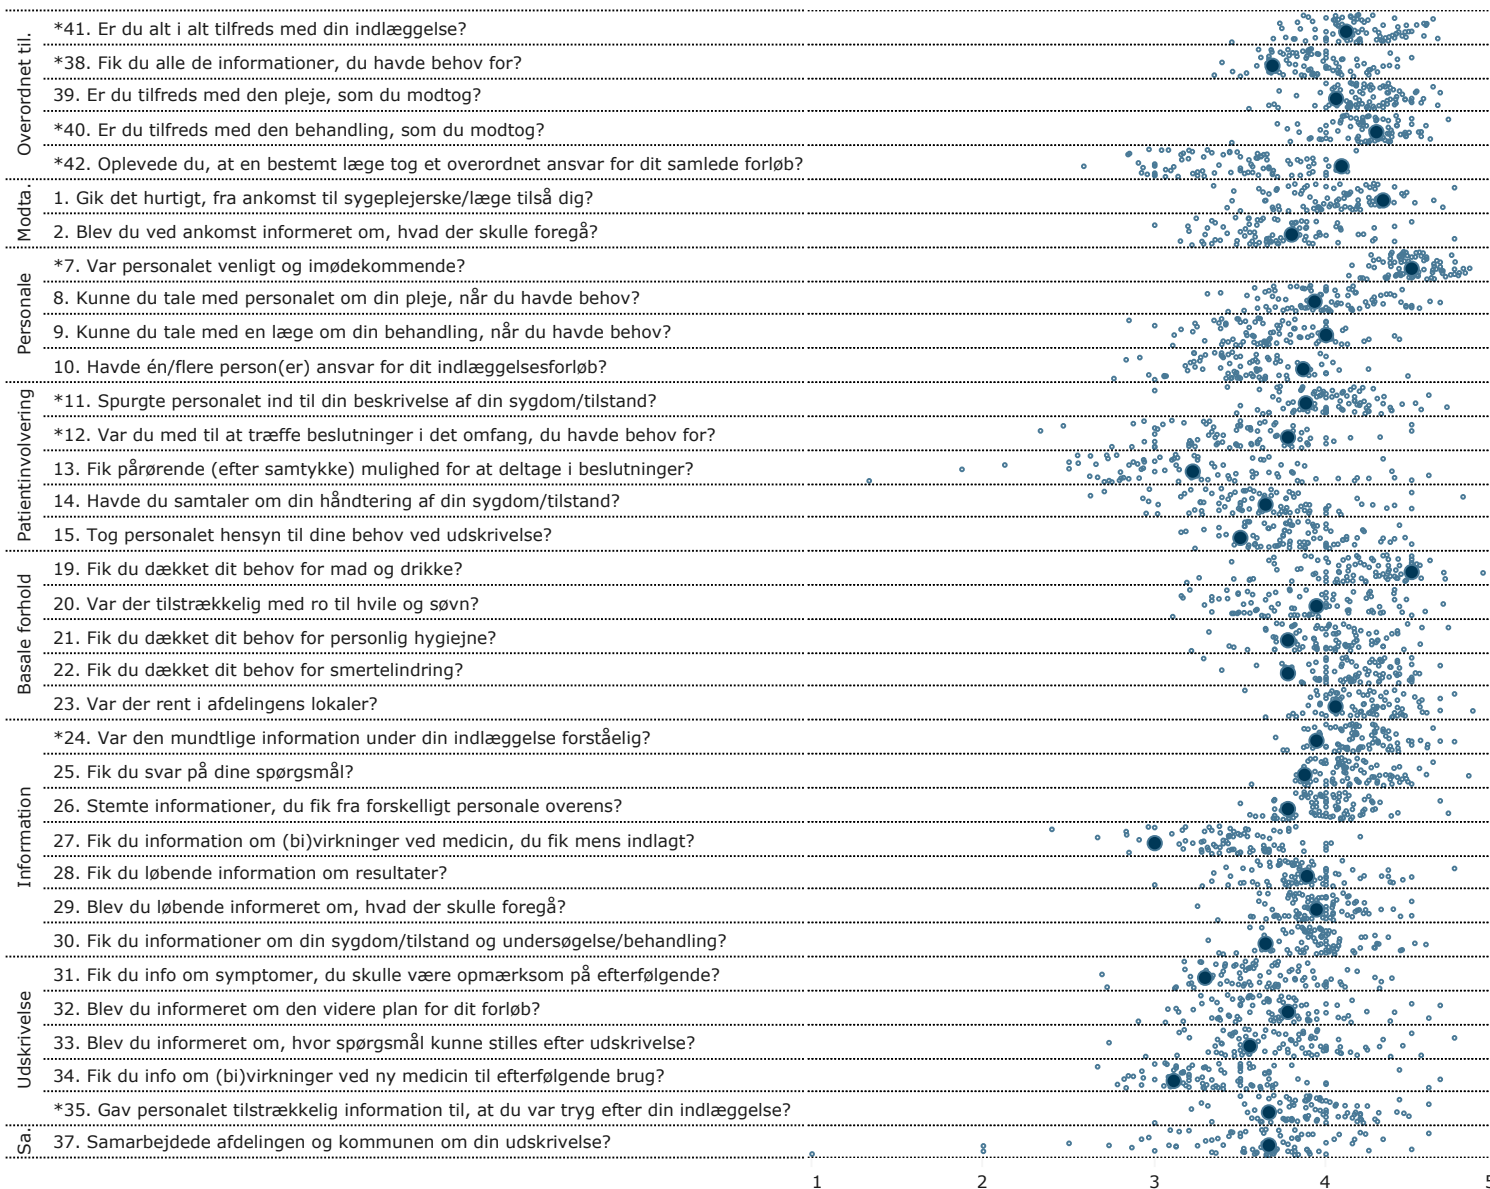 Overordnet til.
*41. Er du alt i alt tilfreds med din indlæggelse?
*38. Fik du alle de informationer, du havde behov for?
39. Er du tilfreds med den pleje, som du modtog?
*40. Er du tilfreds med den behandling, som du modtog?
*42. Oplevede du, at en bestemt læge tog et overordnet ansvar for dit samlede forløb?
Modta.
1. Gik det hurtigt, fra ankomst til sygeplejerske/læge tilså dig?
2. Blev du ved ankomst informeret om, hvad der skulle foregå?
Personale
*7. Var personalet venligt og imødekommende?
8. Kunne du tale med personalet om din pleje, når du havde behov?
9. Kunne du tale med en læge om din behandling, når du havde behov?
10. Havde én/flere person(er) ansvar for dit indlæggelsesforløb?
Patientinvolvering
*11. Spurgte personalet ind til din beskrivelse af din sygdom/tilstand?
*12. Var du med til at træffe beslutninger i det omfang, du havde behov for?
13. Fik pårørende (efter samtykke) mulighed for at deltage i beslutninger?
14. Havde du samtaler om din håndtering af din sygdom/tilstand?
15. Tog personalet hensyn til dine behov ved udskrivelse?
Basale forhold
19. Fik du dækket dit behov for mad og drikke?
20. Var der tilstrækkelig med ro til hvile og søvn?
21. Fik du dækket dit behov for personlig hygiejne?
22. Fik du dækket dit behov for smertelindring?
23. Var der rent i afdelingens lokaler?
Information
*24. Var den mundtlige information under din indlæggelse forståelig?
25. Fik du svar på dine spørgsmål?
26. Stemte informationer, du fik fra forskelligt personale overens?
27. Fik du information om (bi)virkninger ved medicin, du fik mens indlagt?
28. Fik du løbende information om resultater?
29. Blev du løbende informeret om, hvad der skulle foregå?
30. Fik du informationer om din sygdom/tilstand og undersøgelse/behandling?
Udskrivelse
31. Fik du info om symptomer, du skulle være opmærksom på efterfølgende?
32. Blev du informeret om den videre plan for dit forløb?
33. Blev du informeret om, hvor spørgsmål kunne stilles efter udskrivelse?
34. Fik du info om (bi)virkninger ved ny medicin til efterfølgende brug?
*35. Gav personalet tilstrækkelig information til, at du var tryg efter din indlæggelse?
Sa.
37. Samarbejdede afdelingen og kommunen om din udskrivelse?
1 2 3 4 5